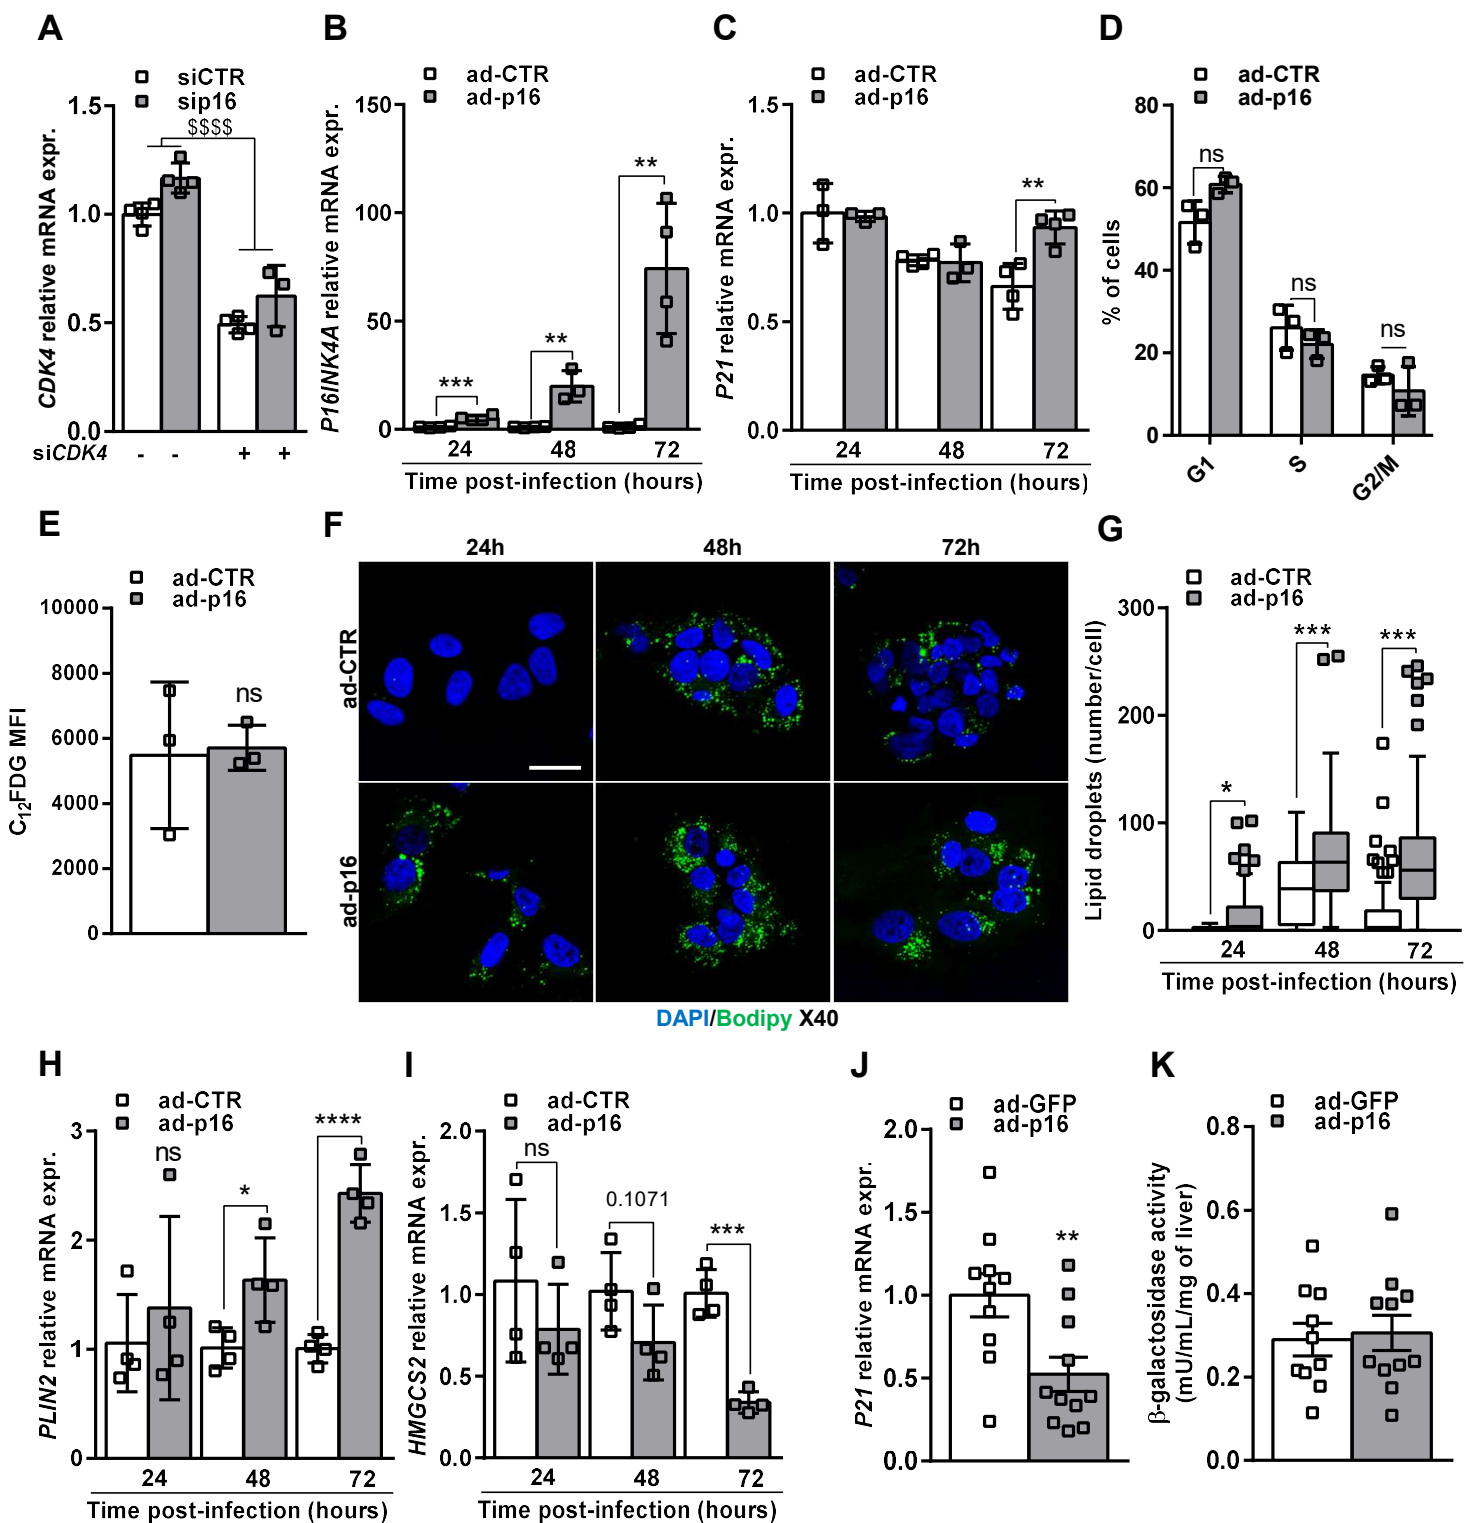 A
siCTR
sip16
$$$$
CDK4 relative mRNA expr.
1.5
1.0
0.5
0.0
siCDK4 - - + +
B
ad-CTR
ad-p16
P16INK4A relative mRNA expr.
150
100
50
0
***
**
**
24 48 72
Time post-infection (hours)
C
ad-CTR
ad-p16
P21 relative mRNA expr.
1.5
1.0
0.5
0.0
**
24 48 72
Time post-infection (hours)
D
ad-CTR
ad-p16
% of cells
80
60
40
20
0
ns
ns
ns
G1 S G2/M
E
ad-CTR
ad-p16
C12FDG MFI
10000
8000
6000
4000
2000
0
ns
F
24h 48h 72h
ad-CTR
ad-p16
DAPI/Bodipy X40
G
ad-CTR
ad-p16
Lipid droplets (number/cell)
300
200
100
0
*
***
***
24 48 72
Time post-infection (hours)
H
ad-CTR
ad-p16
PLIN2 relative mRNA expr.
3
2
1
0
ns
*
****
24 48 72
Time post-infection (hours)
I
ad-CTR
ad-p16
HMGCS2 relative mRNA expr.
2.0
1.5
1.0
0.5
0.0
ns
0.1071
***
24 48 72
Time post-infection (hours)
J
ad-GFP
ad-p16
P21 relative mRNA expr.
2.0
1.5
1.0
0.5
0.0
**
K
ad-GFP
ad-p16
β-galactosidase activity
(mU/mL/mg of liver)
0.8
0.6
0.4
0.2
0.0